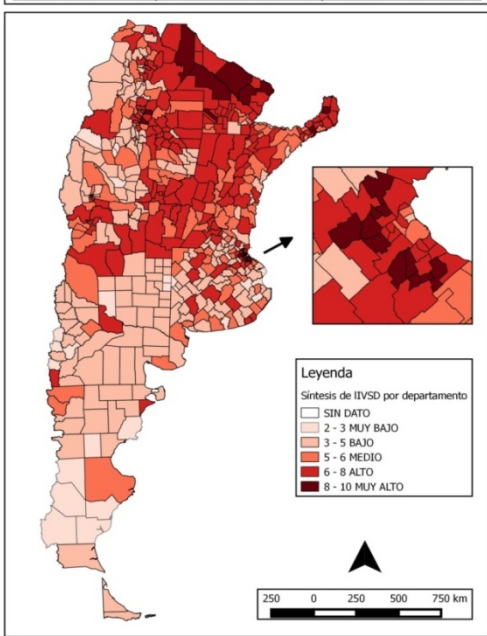 Leyenda
Síntesis de lIVSD por departamento
SIN DATO
2 - 3 MUY BAJO
3 - 5 BAJO
5 - 6 MEDIO
6 - 8 ALTO
8 - 10 MUY ALTO
250 0 250 500 750 km